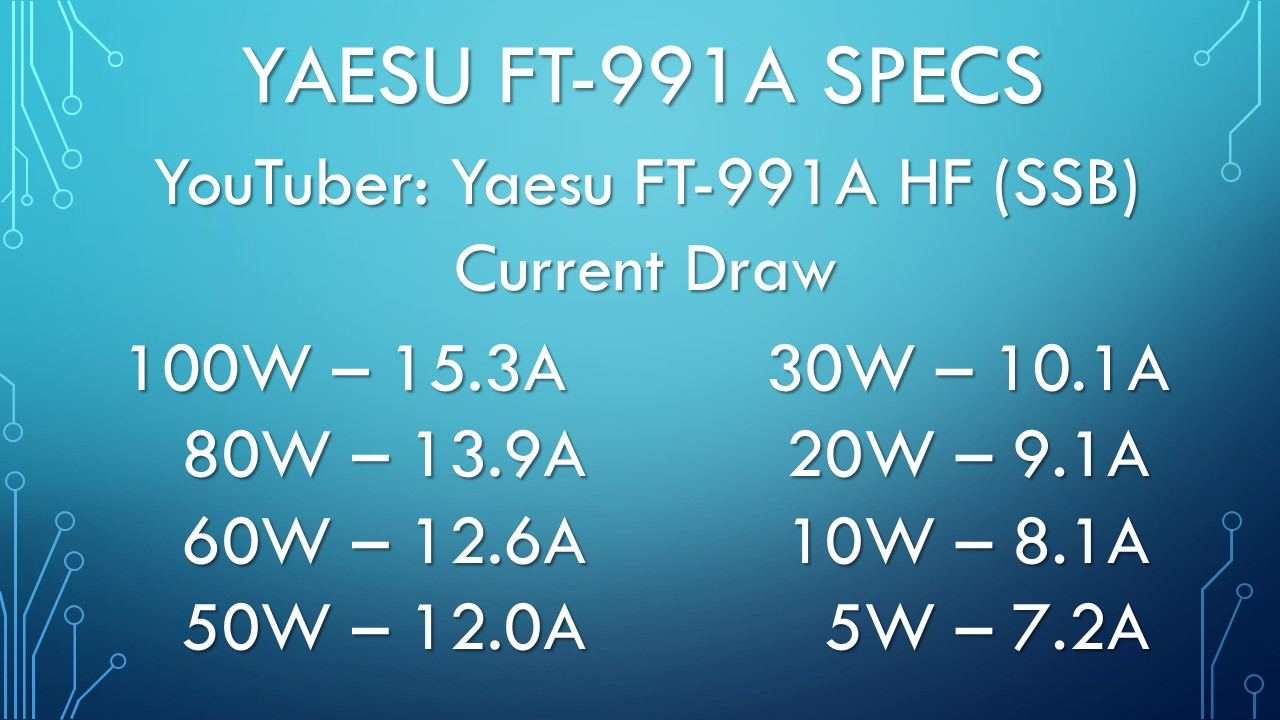 YAESU FT-991A SPECS
YouTuber: Yaesu FT-991A HF (SSB)
Current Draw
100W – 15.3A
80W – 13.9A
60W – 12.6A
50W – 12.0A
30W – 10.1A
20W – 9.1A
10W – 8.1A
5W – 7.2A